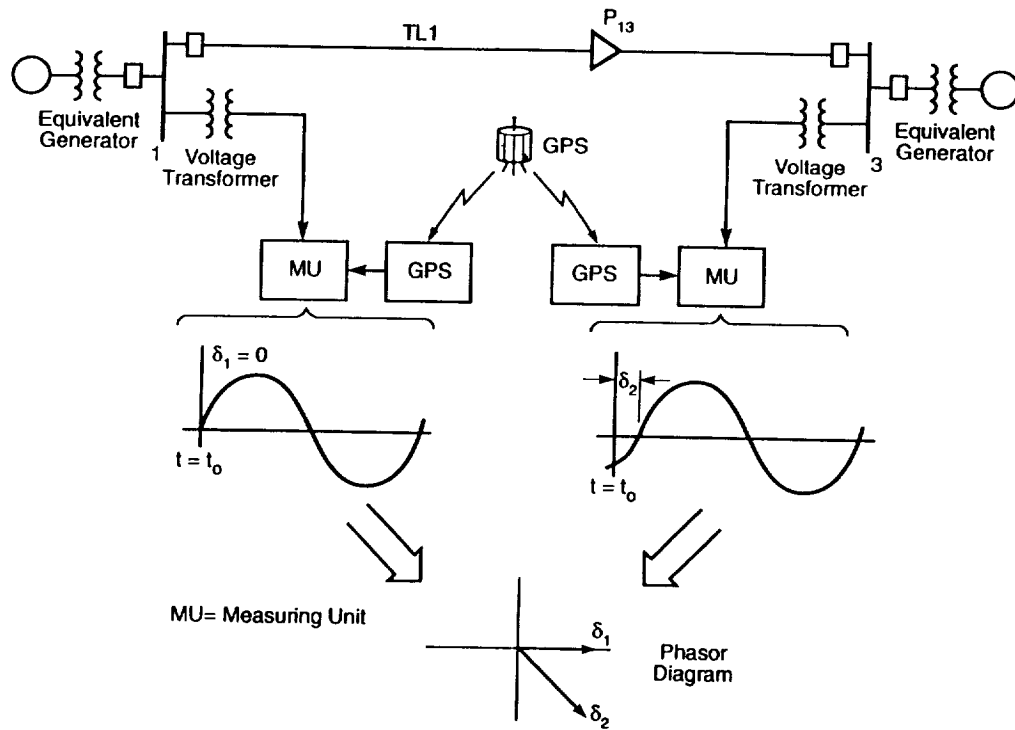 TL1
P13
Equivalent
Generator
1
Voltage
Transformer
GPS
Voltage
Transformer
3
Equivalent
Generator
MU
GPS
GPS
MU
δ1 = 0
t = to
δ2
t = to
MU= Measuring Unit
δ1
δ2
Phasor
Diagram